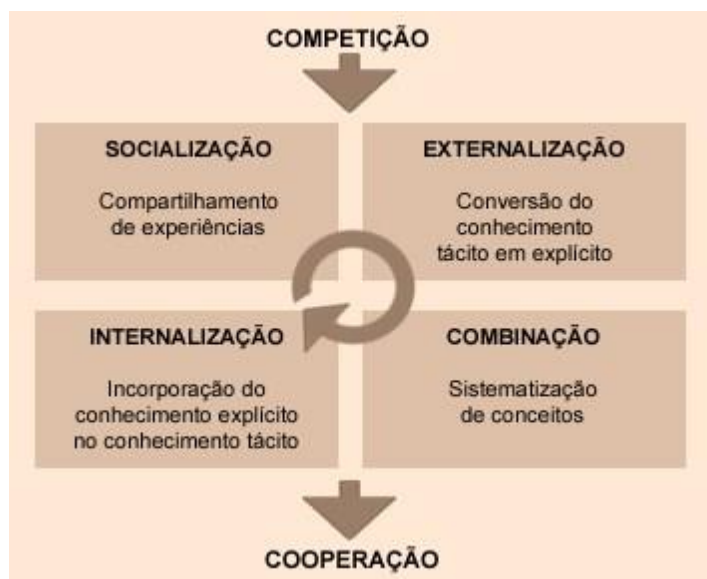 COMPETIÇÃO
SOCIALIZAÇÃO
Compartilhamento
de experiências
EXTERNALIZAÇÃO
Conversão do
conhecimento
tácito em explícito
INTERNALIZAÇÃO
Incorporação do
conhecimento explícito
no conhecimento tácito
COMBINAÇÃO
Sistematização
de conceitos
COOPERAÇÃO